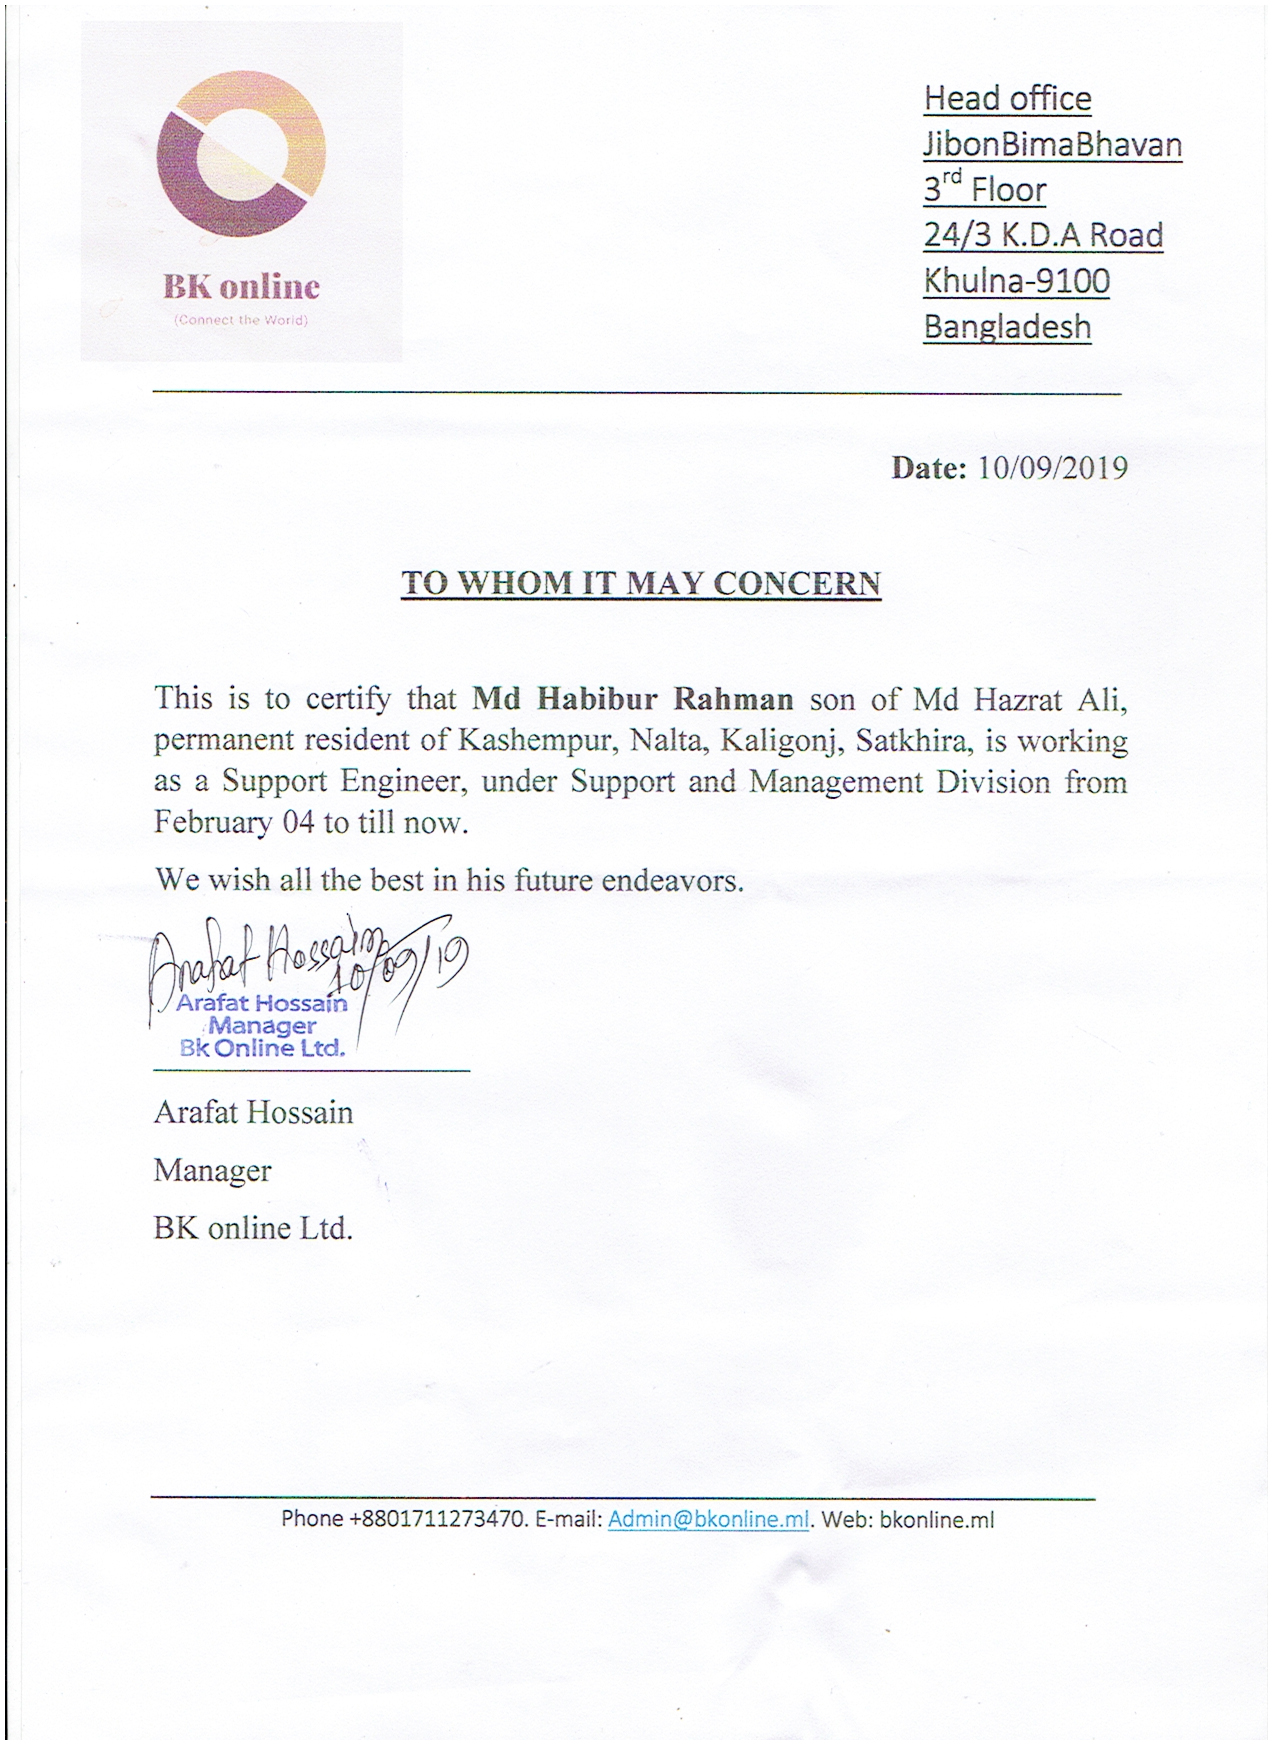 BK online
(Connect the World)
Head office
JibonBimaBhavan
3rd Floor
24/3 K.D.A Road
Khulna-9100
Bangladesh
Date: 10/09/2019
TO WHOM IT MAY CONCERN
This is to certify that Md Habibur Rahman son of Md Hazrat Ali,
permanent resident of Kashempur, Nalta, Kaligonj, Satkhira, is working
as a Support Engineer, under Support and Management Division from
February 04 to till now.
We wish all the best in his future endeavors.
Arafat Hossain
10/09/19
Arafat Hossain
Manager
Bk Online Ltd.
Arafat Hossain
Manager
BK online Ltd.
Phone +8801711273470. E-mail: Admin@bkonline.ml. Web: bkonline.ml